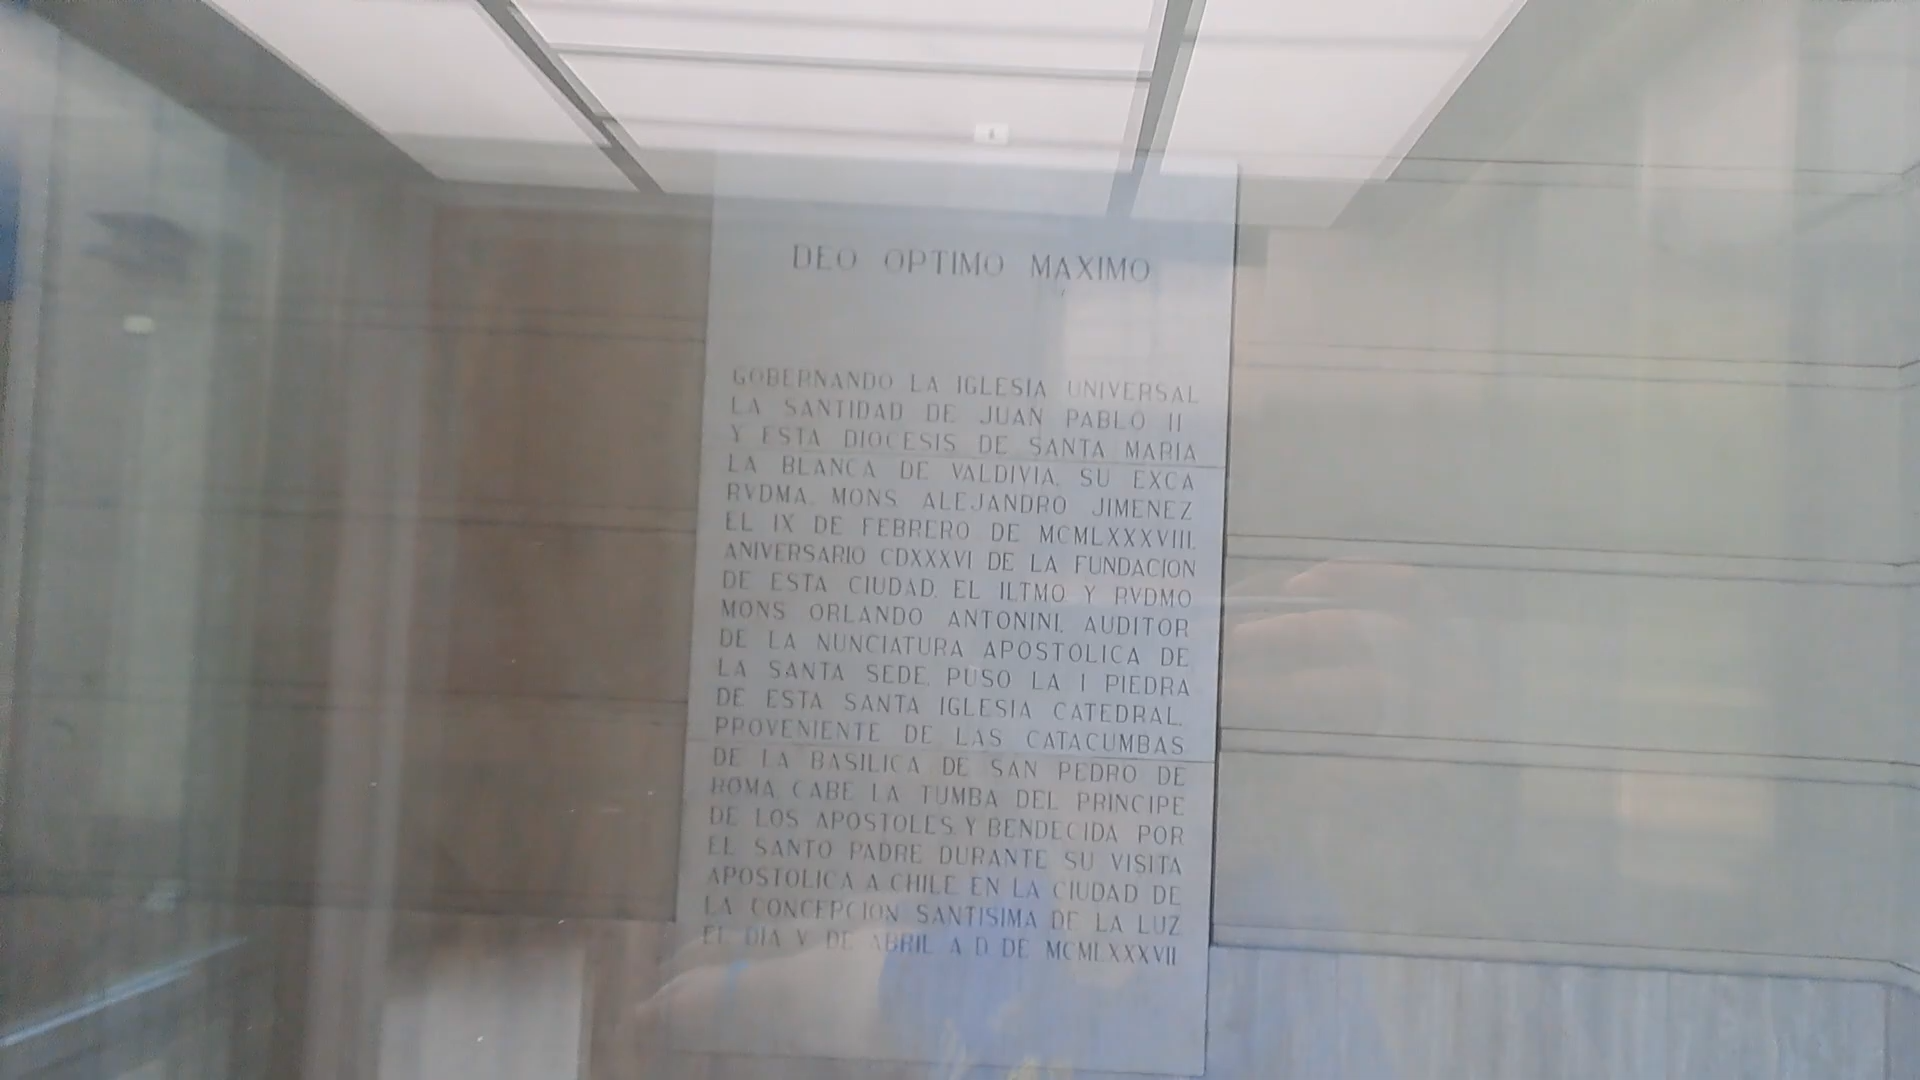 DEO OPTIMO MAXIMO
GOBERNANDO LA IGLESIA UNIVERSAL
LA SANTIDAD DE JUAN PABLO II
Y ESTA DIOCESIS DE SANTA MARIA
LA BLANCA DE VALDIVIA, SU EXCA
RVDMA. MONS. ALEJANDRO JIMENEZ
EL IX DE FEBRERO DE MCMLXXXVIII,
ANIVERSARIO CDXXXVI DE LA FUNDACION
DE ESTA CIUDAD, EL ILTMO Y RVDMO
MONS ORLANDO ANTONINI, AUDITOR
DE LA NUNCIATURA APOSTOLICA DE
LA SANTA SEDE, PUSO LA I PIEDRA
DE ESTA SANTA IGLESIA CATEDRAL,
PROVENIENTE DE LAS CATACUMBAS
DE LA BASILICA DE SAN PEDRO DE
ROMA, CABE LA TUMBA DEL PRINCIPE
DE LOS APOSTOLES, Y BENDECIDA POR
EL SANTO PADRE DURANTE SU VISITA
APOSTOLICA A CHILE EN LA CIUDAD DE
LA CONCEPCION SANTISIMA DE LA LUZ
EL DIA V DE ABRIL A D DE MCMLXXXVII